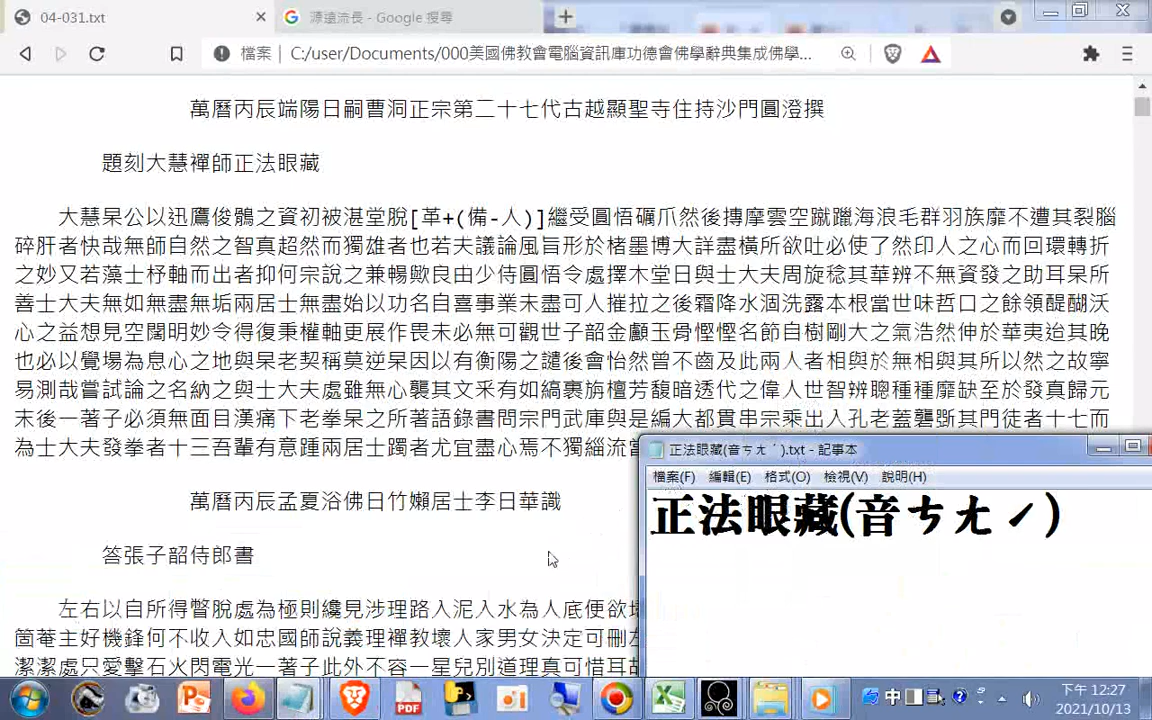 04-031.txt
源遠流長 - Google 搜尋
檔案
C:/user/Documents/000美國佛教會電腦資訊庫功德會佛學辭典集成佛學...
萬曆丙辰端陽日嗣曹洞正宗第二十七代古越顯聖寺住持沙門圓澄撰
題刻大慧禪師正法眼藏
大慧杲公以迅鷹俊鶻之資初被湛堂脫[革+(備-人)]繼受圓悟礪爪然後摶摩雲空蹴躐海浪毛群羽族靡不遭其裂腦
碎肝者快哉無師自然之智真超然而獨雄者也若夫議論風旨形於楮墨博大詳盡橫所欲吐必使了然印人之心而回環轉折
之妙又若藻士杼軸而出者抑何宗說之兼暢歟良由少侍圓悟令處擇木堂日與士大夫周旋稔其華辨不無資發之助耳杲所
善士大夫無如無盡無垢兩居士無盡始以功名自喜事業未盡可人摧拉之後霜降水涸洗露本根當世味哲口之餘領醍醐沃
心之益想見空闊明妙令得復秉權軸更展作畏未必無可觀世子韶金顱玉骨慳慳名節自樹剛大之氣浩然伸於華夷迨其晚
也必以覺場為息心之地與杲老契稱莫逆杲因以有衡陽之譴後會怡然曾不齒及此兩人者相與於無相與其所以然之故寧
易測哉嘗試論之名納之與士大夫處雖無心襲其文采有如縞裹旃檀芳馥暗透代之偉人世智辨聰種種靡缺至於發真歸元
末後一著子必須無面目漢痛下老拳杲之所著語錄書問宗門武庫與是編大都貫串宗乘出入孔老蓋礱斲其門徒者十七而
為士大夫發拳者十三吾輩有意踵兩居士躅者尤宜盡心焉不獨緇流當
萬曆丙辰孟夏浴佛日竹嬾居士李日華識
答張子韶侍郎書
左右以自所得瞥脫處為極則纔見涉理路入泥入水為人底便欲壞
箇菴主好機鋒何不收入如忠國師說義理禪教壞人家男女決定可刪左
潔潔處只愛擊石火閃電光一著子此外不容一星兒別道理真可惜耳故
正法眼藏(音ㄘㄤˊ).txt - 記事本
檔案(F) 編輯(E) 格式(O) 檢視(V) 說明(H)
正法眼藏(音ㄘㄤˊ)
中
下午 12:27
2021/10/13